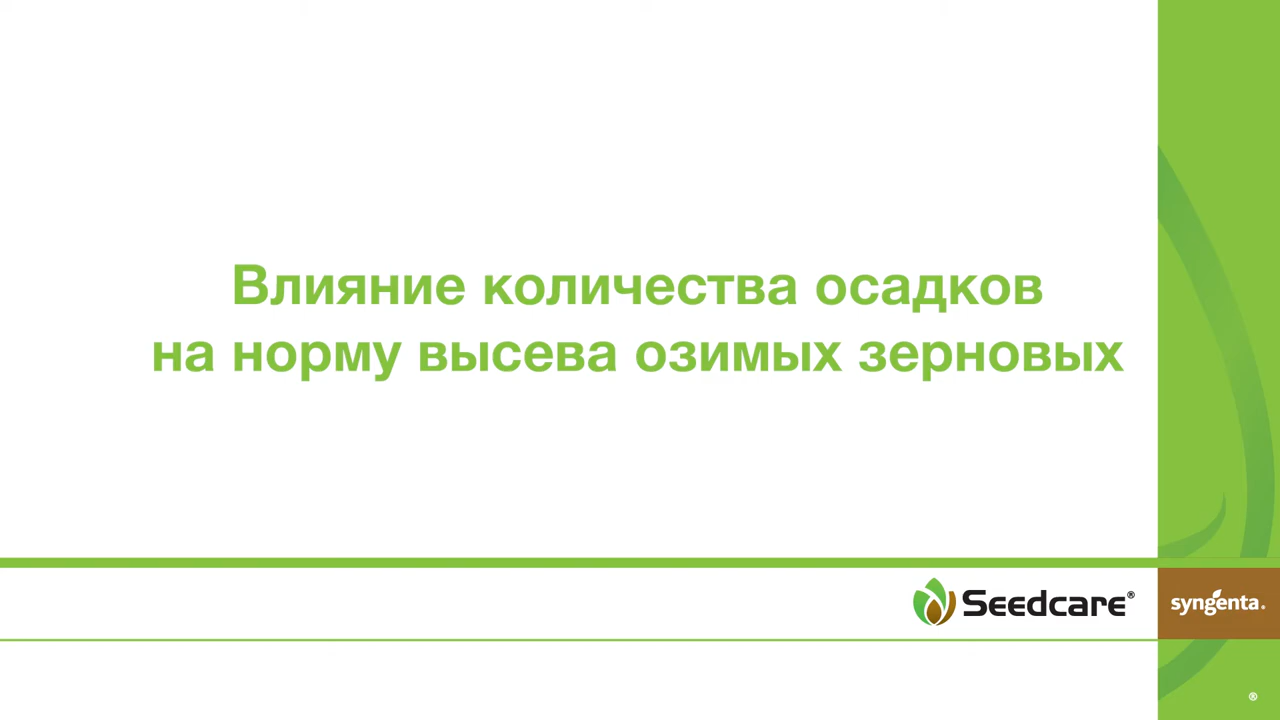 Влияние количества осадков
на норму высева озимых зерновых
Seedcare®
syngenta®
®